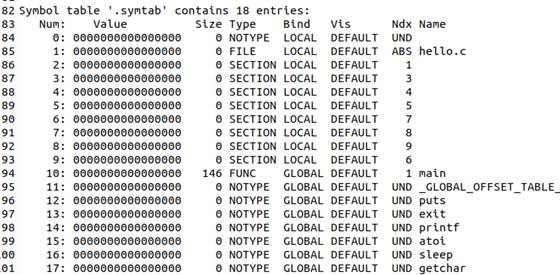 82 Symbol table '.symtab' contains 18 entries:
83 Num: Value Size Type Bind Vis Ndx Name
84 0: 0000000000000000 0 NOTYPE LOCAL DEFAULT UND
85 1: 0000000000000000 0 FILE LOCAL DEFAULT ABS hello.c
86 2: 0000000000000000 0 SECTION LOCAL DEFAULT 1
87 3: 0000000000000000 0 SECTION LOCAL DEFAULT 3
88 4: 0000000000000000 0 SECTION LOCAL DEFAULT 4
89 5: 0000000000000000 0 SECTION LOCAL DEFAULT 5
90 6: 0000000000000000 0 SECTION LOCAL DEFAULT 7
91 7: 0000000000000000 0 SECTION LOCAL DEFAULT 8
92 8: 0000000000000000 0 SECTION LOCAL DEFAULT 9
93 9: 0000000000000000 0 SECTION LOCAL DEFAULT 6
94 10: 0000000000000000 146 FUNC GLOBAL DEFAULT 1 main
95 11: 0000000000000000 0 NOTYPE GLOBAL DEFAULT UND _GLOBAL_OFFSET_TABLE_
96 12: 0000000000000000 0 NOTYPE GLOBAL DEFAULT UND puts
97 13: 0000000000000000 0 NOTYPE GLOBAL DEFAULT UND exit
98 14: 0000000000000000 0 NOTYPE GLOBAL DEFAULT UND printf
99 15: 0000000000000000 0 NOTYPE GLOBAL DEFAULT UND atoi
00 16: 0000000000000000 0 NOTYPE GLOBAL DEFAULT UND sleep
01 17: 0000000000000000 0 NOTYPE GLOBAL DEFAULT UND getchar